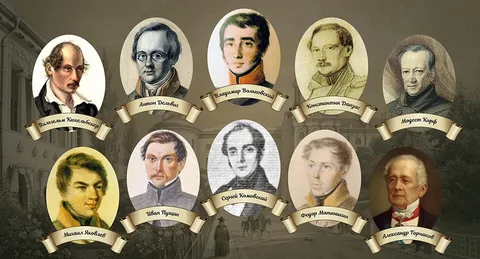 Вильгельм Кюхельбекер
Антон Дельвиг
Владимир Вольховский
Константин Данзас
Модест Корф
Михаил Яковлев
Иван Пущин
Сергей Комовский
Федор Матюшкин
Александр Горчаков